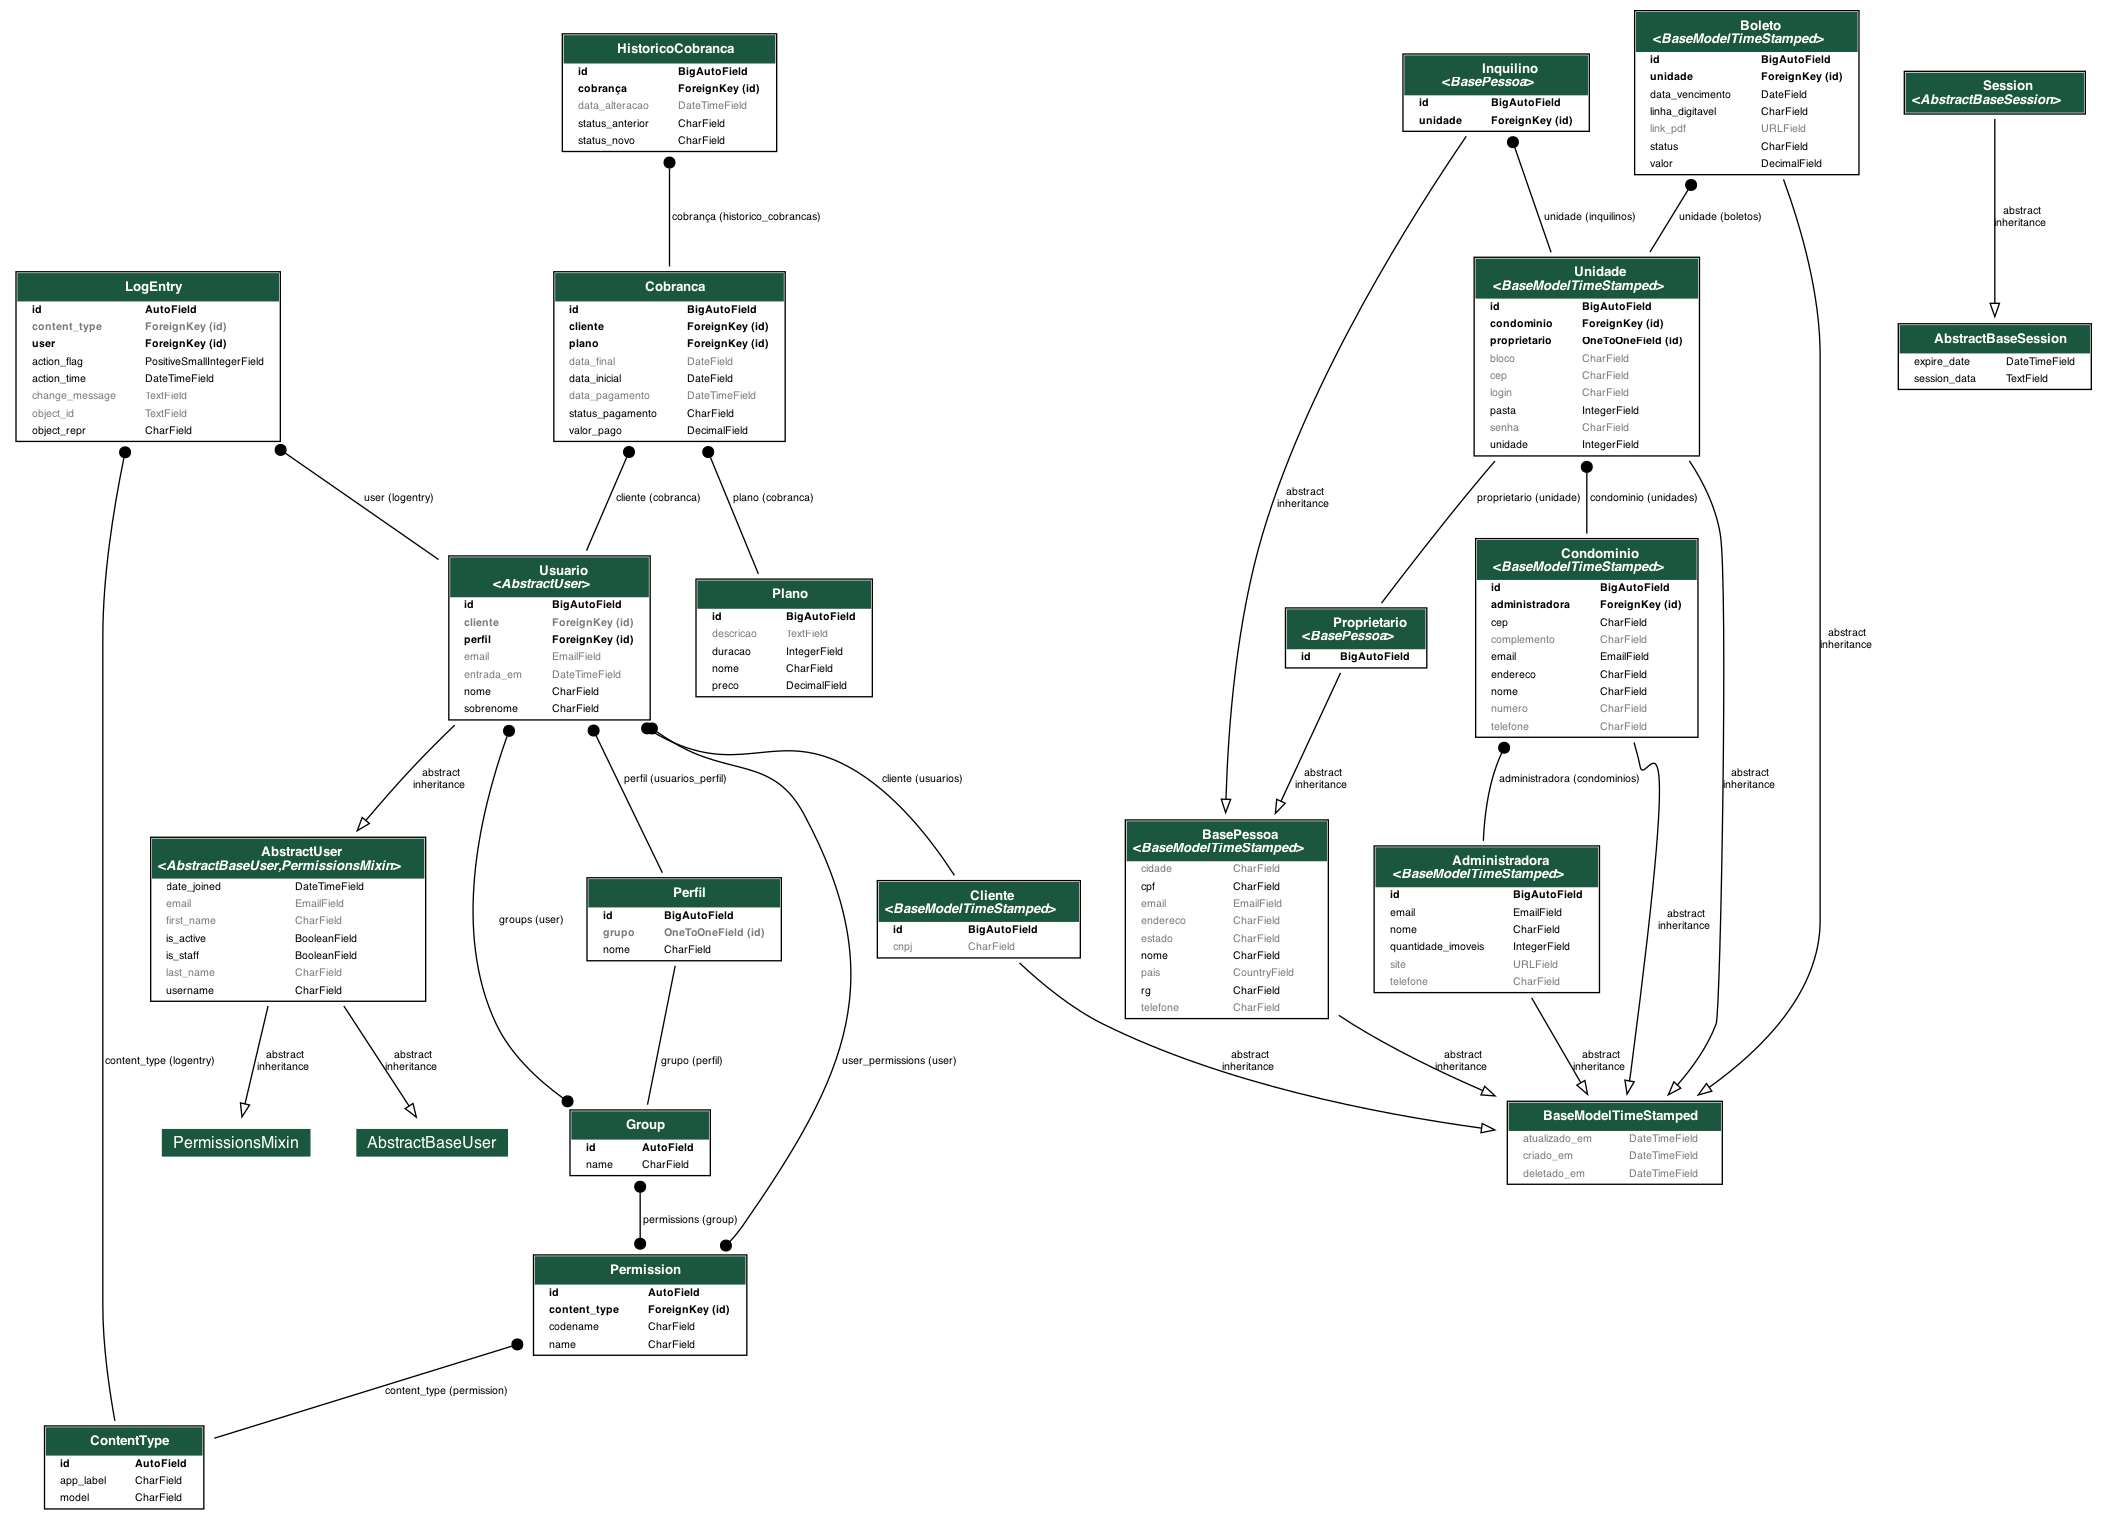 HistoricoCobranca
id BigAutoField
cobrança ForeignKey (id)
data_alteracao DateTimeField
status_anterior CharField
status_novo CharField
cobrança (historico_cobrancas)
LogEntry
id AutoField
content_type ForeignKey (id)
user ForeignKey (id)
action_flag PositiveSmallIntegerField
action_time DateTimeField
change_message TextField
object_id TextField
object_repr CharField
Cobranca
id BigAutoField
cliente ForeignKey (id)
plano ForeignKey (id)
data_final DateField
data_inicial DateField
data_pagamento DateTimeField
status_pagamento CharField
valor_pago DecimalField
user (logentry)
cliente (cobranca)
plano (cobranca)
Usuario
<AbstractUser>
id BigAutoField
cliente ForeignKey (id)
perfil ForeignKey (id)
email EmailField
entrada_em DateTimeField
nome CharField
sobrenome CharField
Plano
id BigAutoField
descricao TextField
duracao IntegerField
nome CharField
preco DecimalField
abstract
inheritance
perfil (usuarios_perfil)
cliente (usuarios)
AbstractUser
<AbstractBaseUser,PermissionsMixin>
date_joined DateTimeField
email EmailField
first_name CharField
is_active BooleanField
is_staff BooleanField
last_name CharField
username CharField
groups (user)
Perfil
id BigAutoField
grupo OneToOneField (id)
nome CharField
Cliente
<BaseModelTimeStamped>
id BigAutoField
cnpj CharField
content_type (logentry)
abstract
inheritance
abstract
inheritance
grupo (perfil)
user_permissions (user)
abstract
inheritance
PermissionsMixin
AbstractBaseUser
Group
id AutoField
name CharField
permissions (group)
Permission
id AutoField
content_type ForeignKey (id)
codename CharField
name CharField
content_type (permission)
ContentType
id AutoField
app_label CharField
model CharField
Inquilino
<BasePessoa>
id BigAutoField
unidade ForeignKey (id)
Boleto
<BaseModelTimeStamped>
id BigAutoField
unidade ForeignKey (id)
data_vencimento DateField
linha_digitavel CharField
link_pdf URLField
status CharField
valor DecimalField
Session
<AbstractBaseSession>
unidade (inquilinos)
unidade (boletos)
abstract
inheritance
Unidade
<BaseModelTimeStamped>
id BigAutoField
condominio ForeignKey (id)
proprietario OneToOneField (id)
bloco CharField
cep CharField
login CharField
pasta IntegerField
senha CharField
unidade IntegerField
AbstractBaseSession
expire_date DateTimeField
session_data TextField
abstract
inheritance
proprietario (unidade)
condominio (unidades)
Condominio
<BaseModelTimeStamped>
id BigAutoField
administradora ForeignKey (id)
cep CharField
complemento CharField
email EmailField
endereco CharField
nome CharField
numero CharField
telefone CharField
Proprietario
<BasePessoa>
id BigAutoField
abstract
inheritance
abstract
inheritance
administradora (condominios)
abstract
inheritance
BasePessoa
<BaseModelTimeStamped>
cidade CharField
cpf CharField
email EmailField
endereco CharField
estado CharField
nome CharField
pais CountryField
rg CharField
telefone CharField
Administradora
<BaseModelTimeStamped>
id BigAutoField
email EmailField
nome CharField
quantidade_imoveis IntegerField
site URLField
telefone CharField
abstract
inheritance
abstract
inheritance
abstract
inheritance
BaseModelTimeStamped
atualizado_em DateTimeField
criado_em DateTimeField
deletado_em DateTimeField